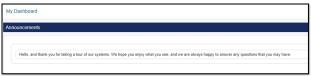 My Dashboard
Announcements
Hello, and thank you for taking a tour of our systems. We hope you enjoy what you see, and we are always happy to answer any questions that you may have.